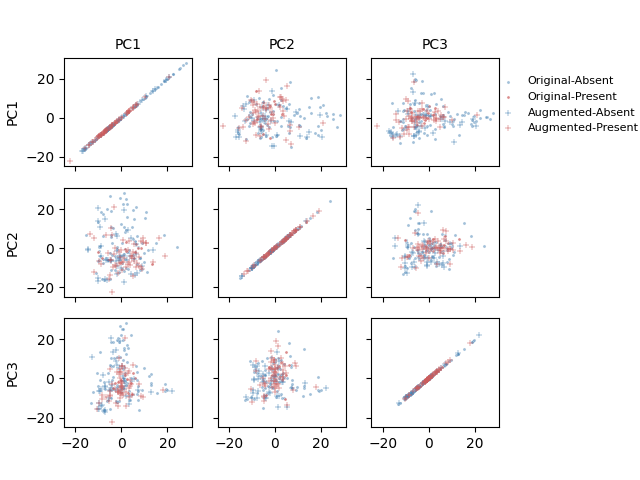 PC1 PC2 PC3
PC1
20
0
−20
Original-Absent
Original-Present
Augmented-Absent
Augmented-Present
PC2
20
0
−20
PC3
20
0
−20
−20 0 20 −20 0 20 −20 0 20